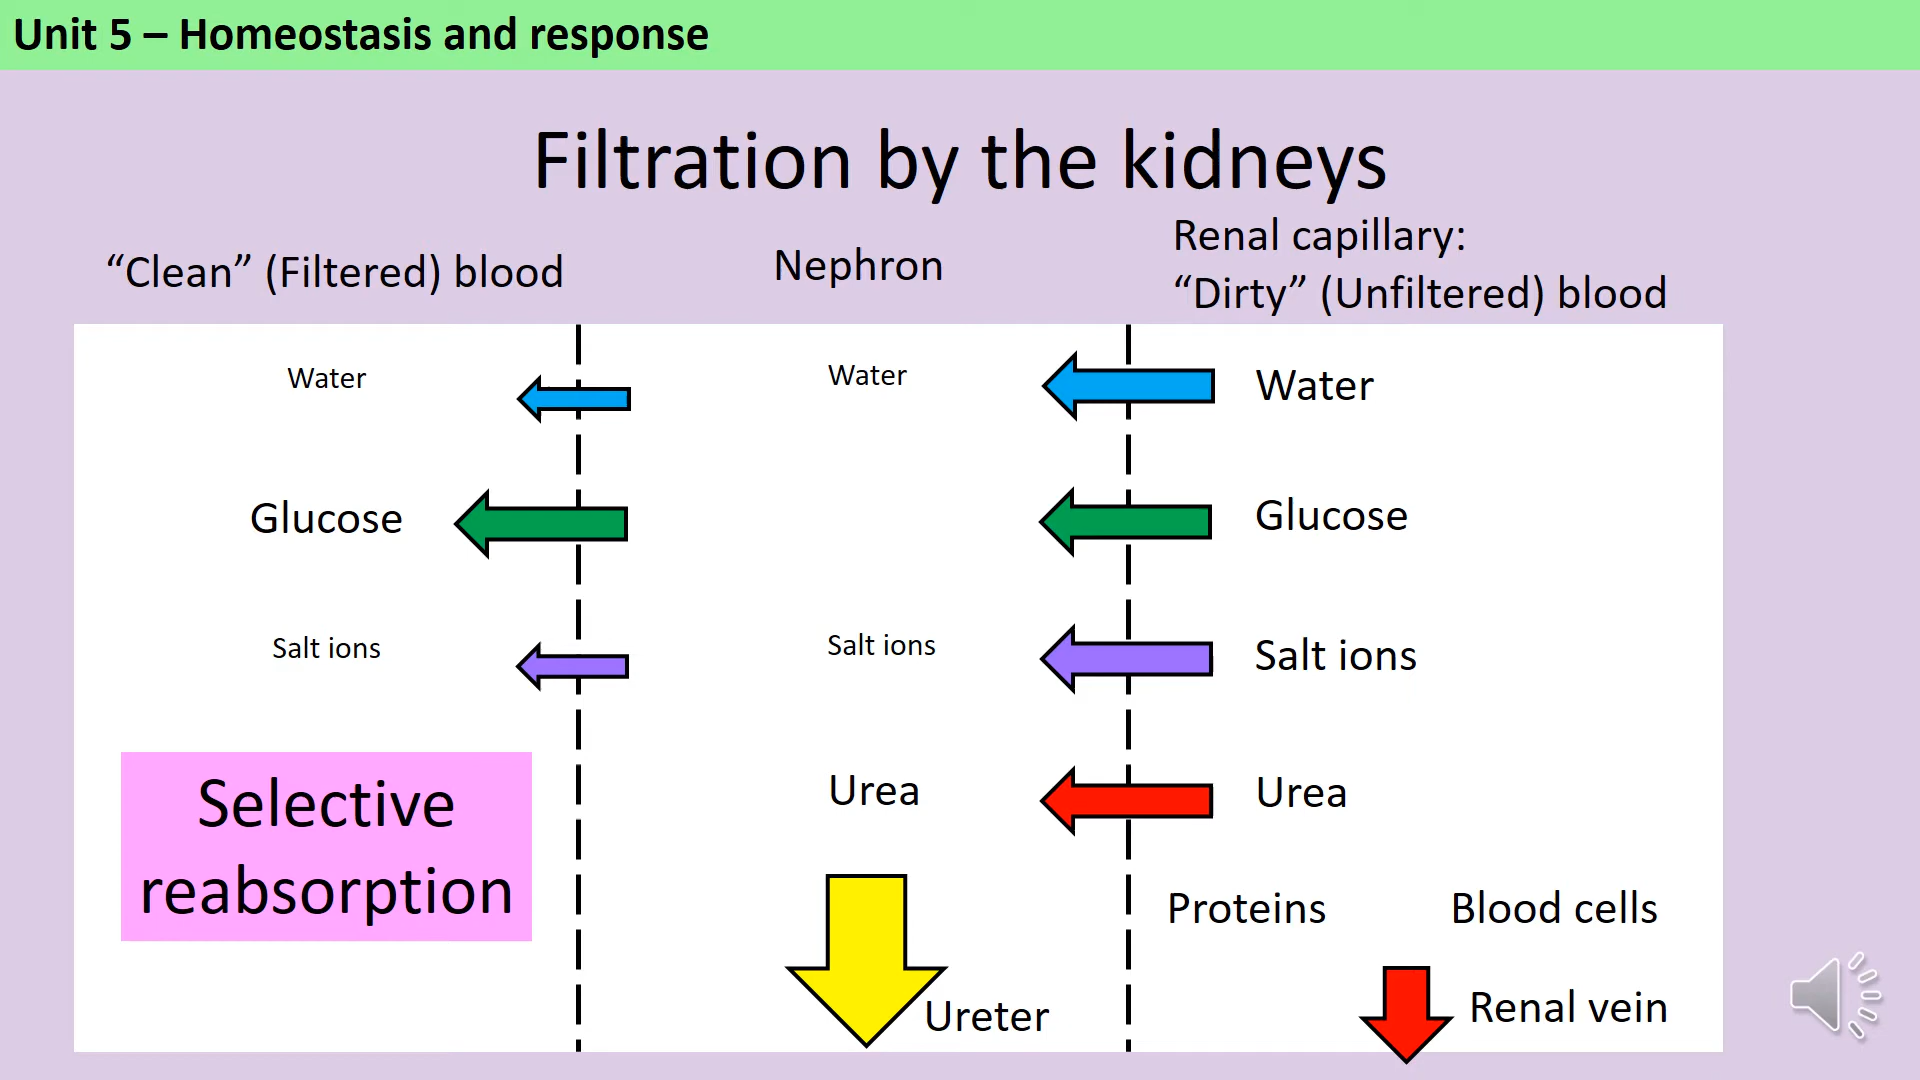 Unit 5 – Homeostasis and response
Filtration by the kidneys
“Clean” (Filtered) blood
Nephron
Renal capillary:
“Dirty” (Unfiltered) blood
Water
Water
Water
Glucose
Glucose
Salt ions
Salt ions
Salt ions
Urea
Urea
Selective
reabsorption
Proteins
Blood cells
Ureter
Renal vein